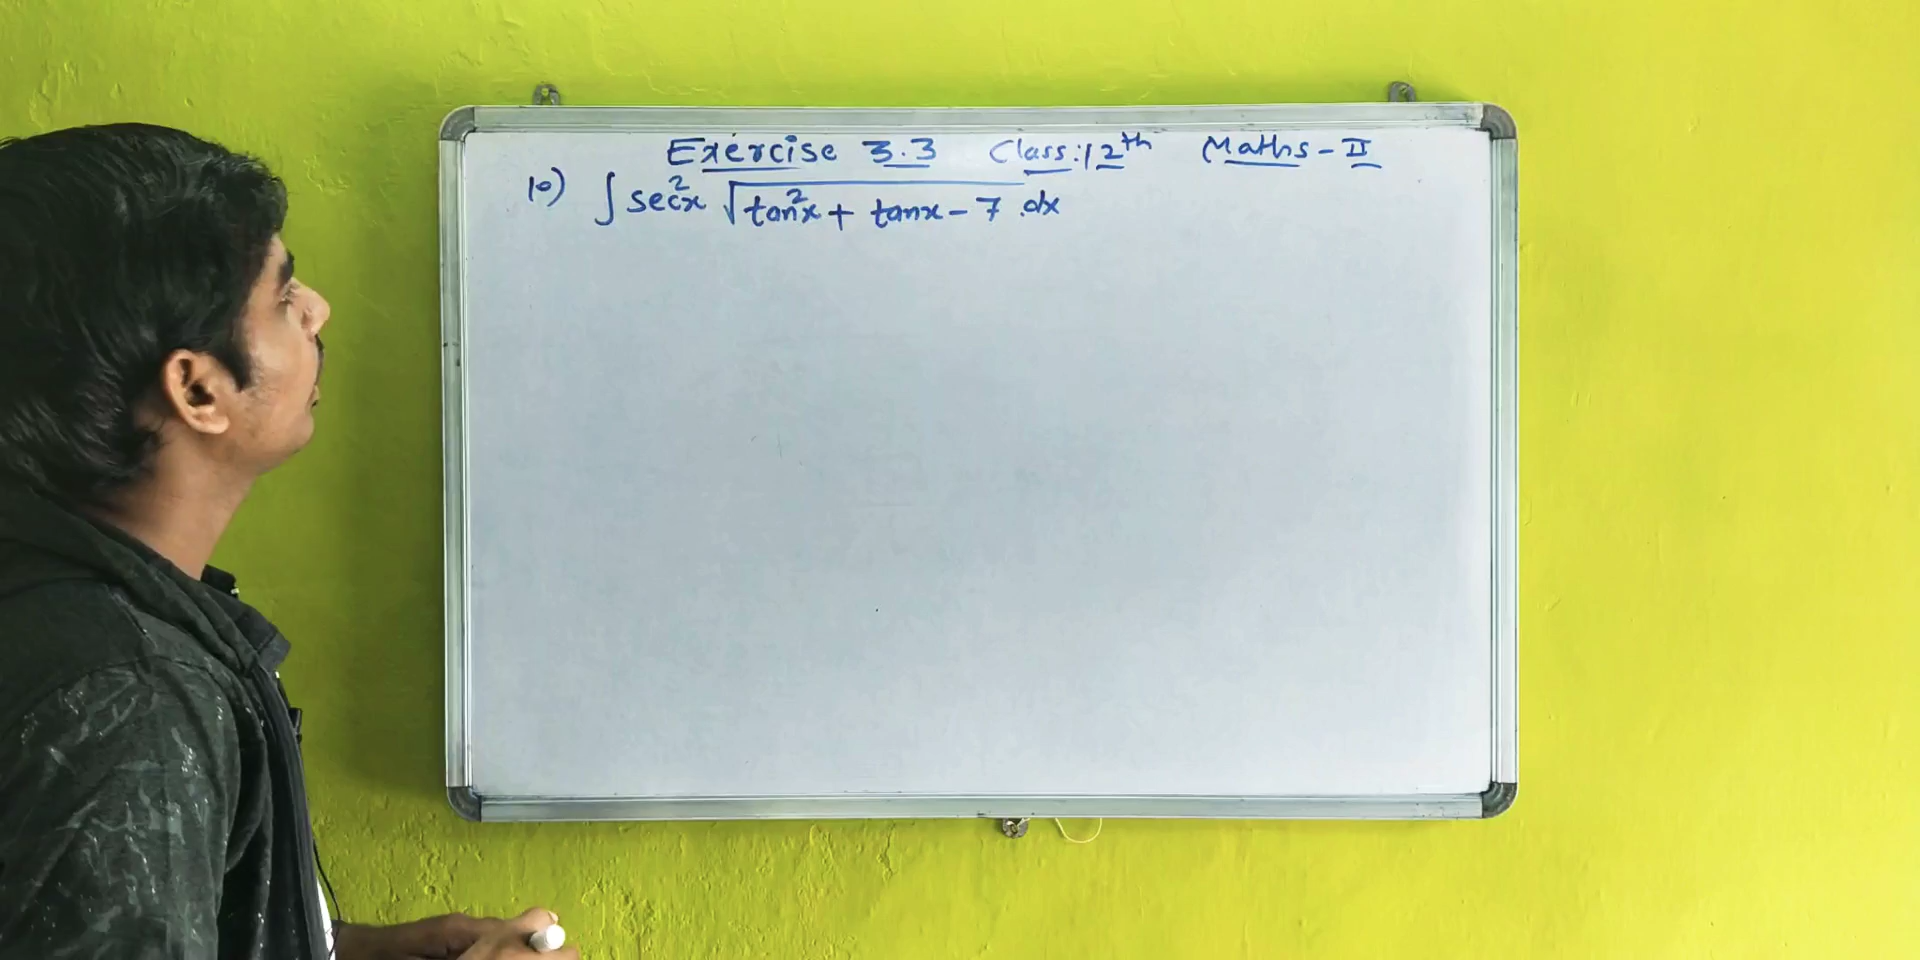 Exercise 3.3 Class:12th Maths-II
10) ∫ sec²x √tan²x + tanx - 7 .dx